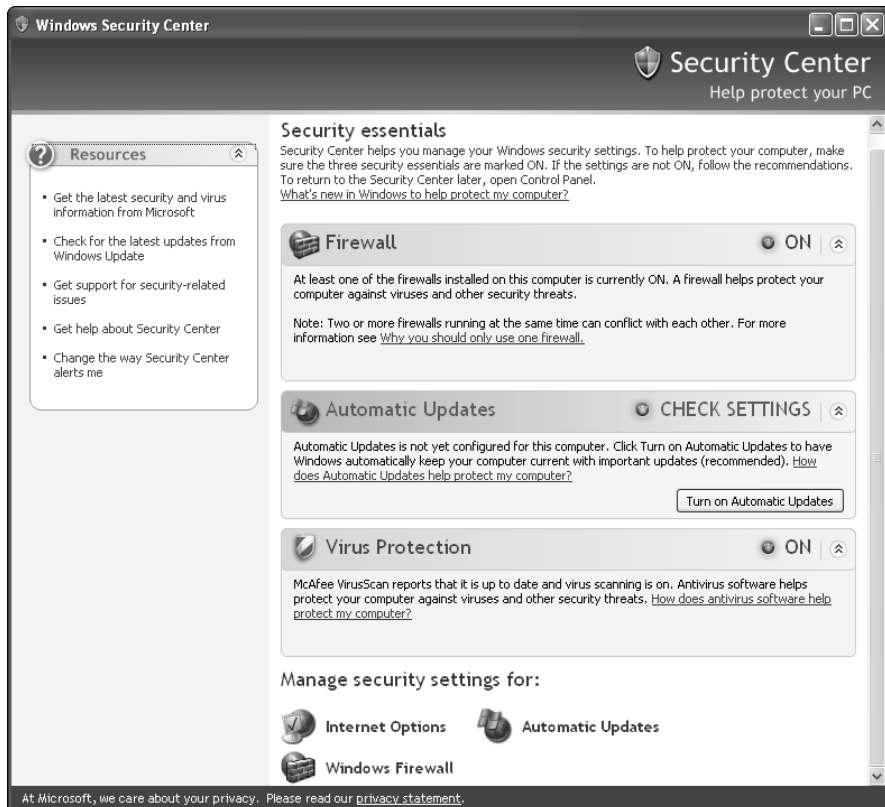 Windows Security Center
Security Center
Help protect your PC
Resources
▪ Get the latest security and virus
information from Microsoft
▪ Check for the latest updates from
Windows Update
▪ Get support for security-related
issues
▪ Get help about Security Center
▪ Change the way Security Center
alerts me
Security essentials
Security Center helps you manage your Windows security settings. To help protect your computer, make
sure the three security essentials are marked ON. If the settings are not ON, follow the recommendations.
To return to the Security Center later, open Control Panel.
What's new in Windows to help protect my computer?
Firewall ON
At least one of the firewalls installed on this computer is currently ON. A firewall helps protect your
computer against viruses and other security threats.
Note: Two or more firewalls running at the same time can conflict with each other. For more
information see Why you should only use one firewall.
Automatic Updates CHECK SETTINGS
Automatic Updates is not yet configured for this computer. Click Turn on Automatic Updates to have
Windows automatically keep your computer current with important updates (recommended). How
does Automatic Updates help protect my computer?
Turn on Automatic Updates
Virus Protection ON
McAfee VirusScan reports that it is up to date and virus scanning is on. Antivirus software helps
protect your computer against viruses and other security threats. How does antivirus software help
protect my computer?
Manage security settings for:
Internet Options Automatic Updates
Windows Firewall
At Microsoft, we care about your privacy. Please read our privacy statement.